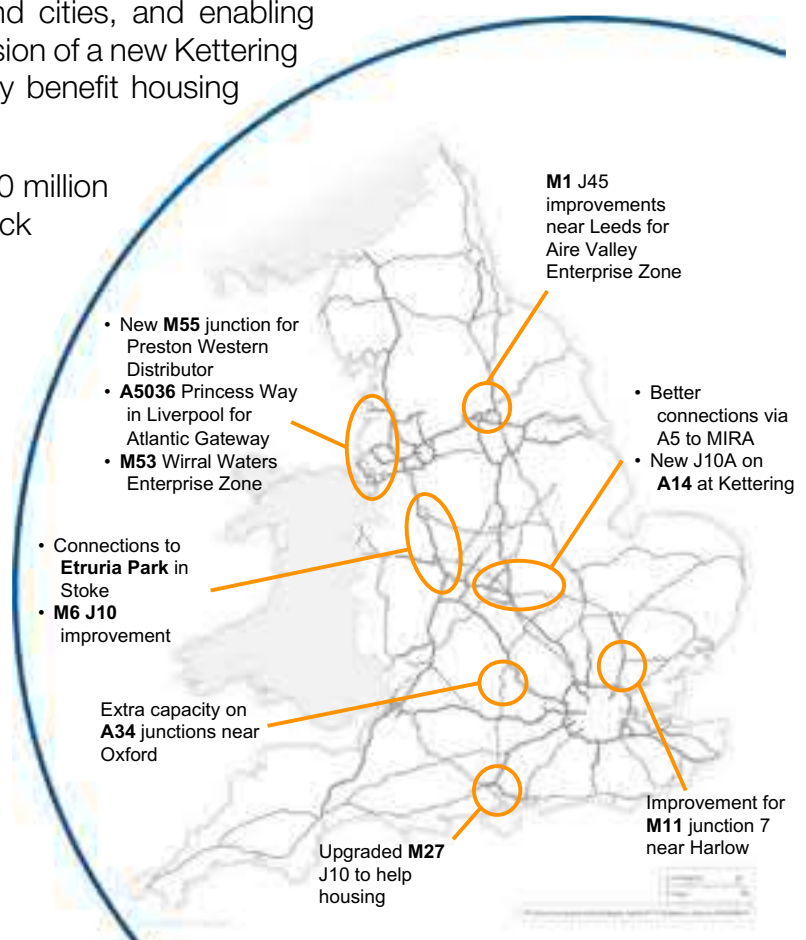 nd cities, and enabling
sion of a new Kettering
y benefit housing
0 million
ck
M1 J45
improvements
near Leeds for
Aire Valley
Enterprise Zone
• New M55 junction for
Preston Western
Distributor
• A5036 Princess Way
in Liverpool for
Atlantic Gateway
• M53 Wirral Waters
Enterprise Zone
• Better
connections via
A5 to MIRA
• New J10A on
A14 at Kettering
• Connections to
Etruria Park in
Stoke
• M6 J10
improvement
Extra capacity on
A34 junctions near
Oxford
Improvement for
M11 junction 7
near Harlow
Upgraded M27
J10 to help
housing